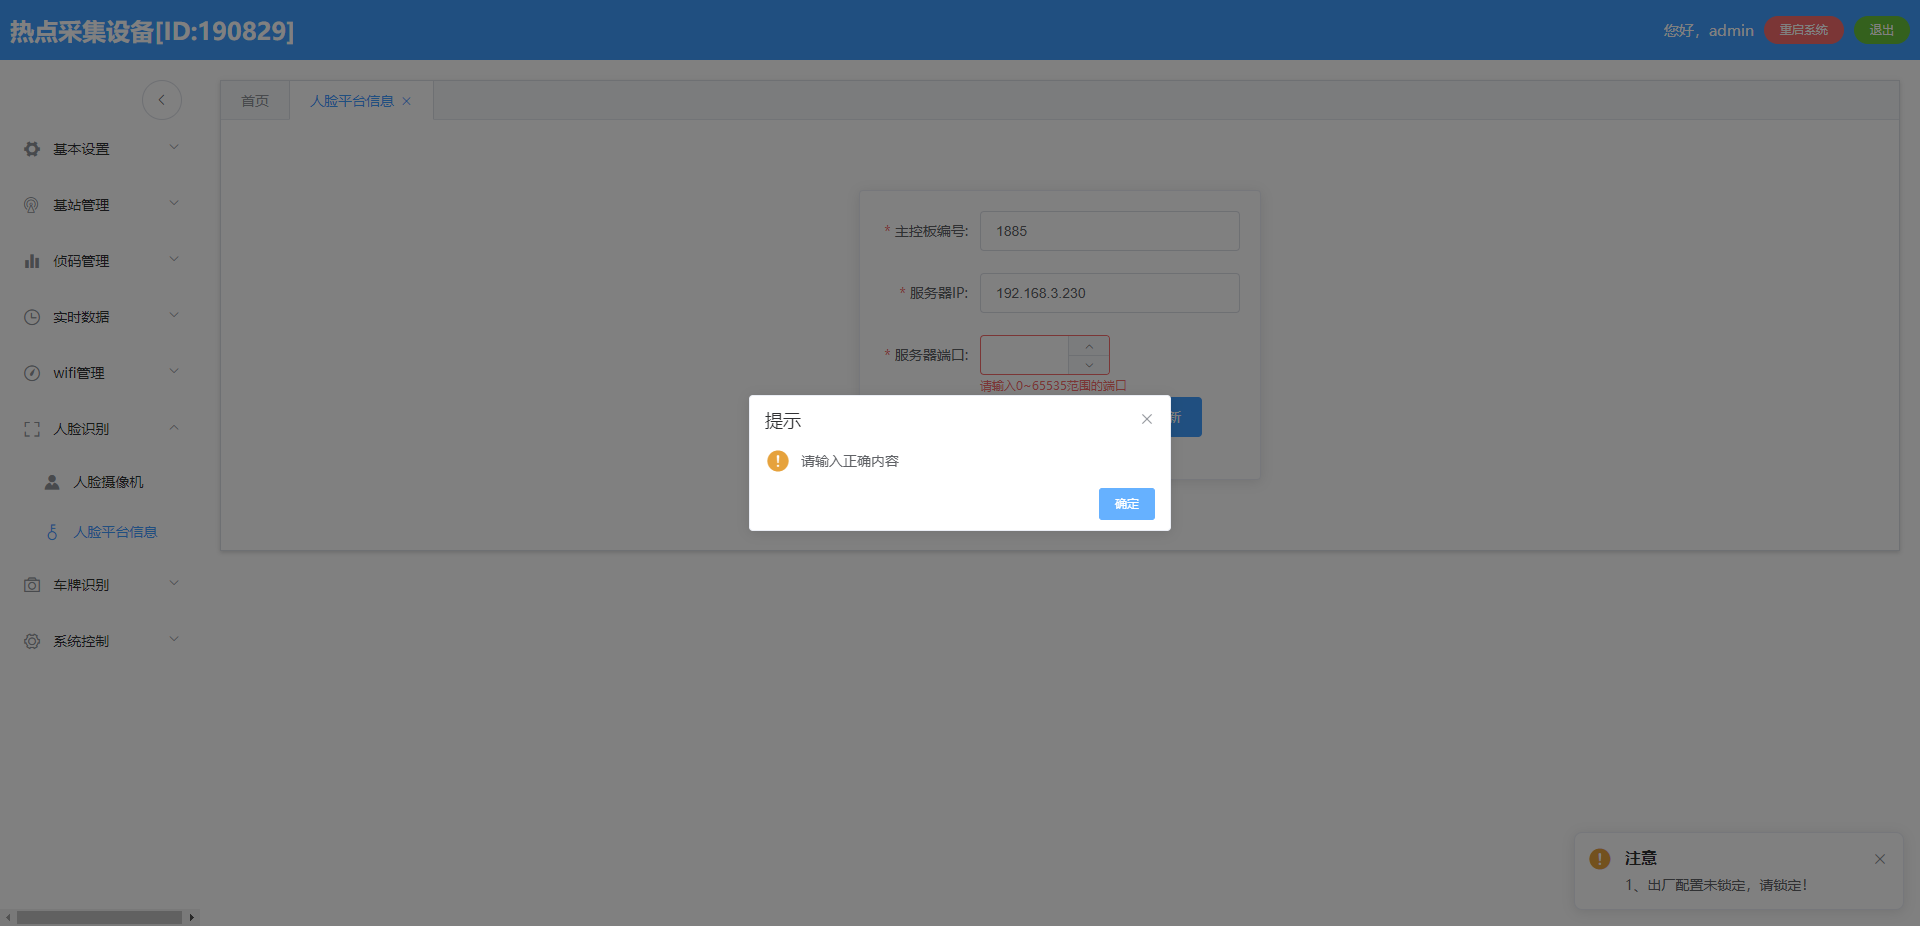 热点采集设备[ID:190829]
您好，admin
重启系统
退出
首页
人脸平台信息
基本设置
基站管理
侦码管理
实时数据
wifi管理
人脸识别
人脸摄像机
人脸平台信息
车牌识别
系统控制
* 主控板编号:
1885
* 服务器IP:
192.168.3.230
* 服务器端口:
请输入0~65535范围的端口
新
提示
请输入正确内容
确定
注意
1、出厂配置未锁定，请锁定！